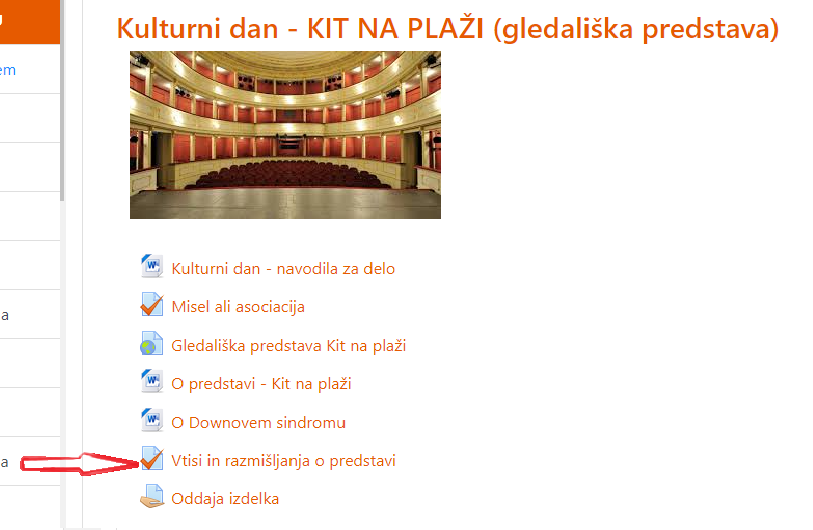 Kulturni dan - KIT NA PLAŽI (gledališka predstava)
em
Kulturni dan - navodila za delo
Misel ali asociacija
a
Gledališka predstava Kit na plaži
O predstavi - Kit na plaži
O Downovem sindromu
a
Vtisi in razmišljanja o predstavi
Oddaja izdelka